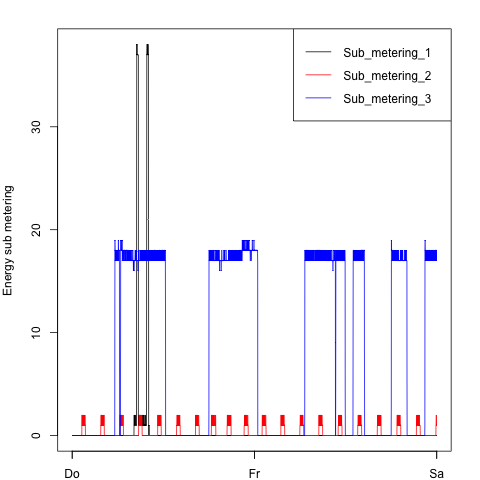 Sub_metering_1
Sub_metering_2
Sub_metering_3
Energy sub metering
30
20
10
0
Do Fr Sa